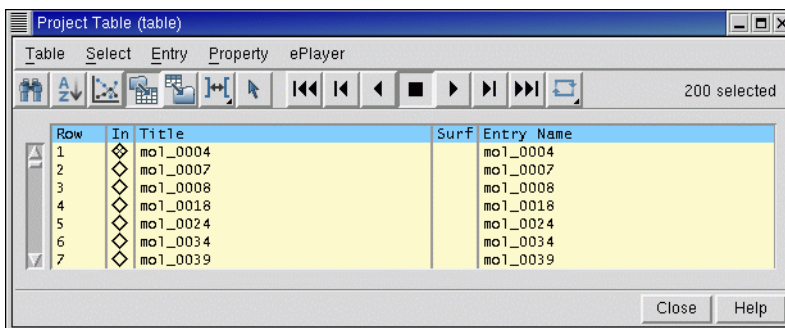 Project Table (table)
Table Select Entry Property ePlayer
200 selected
Row In Title Surf Entry Name
1 mol_0004 mol_0004
2 mol_0007 mol_0007
3 mol_0008 mol_0008
4 mol_0018 mol_0018
5 mol_0024 mol_0024
6 mol_0034 mol_0034
7 mol_0039 mol_0039
Close Help